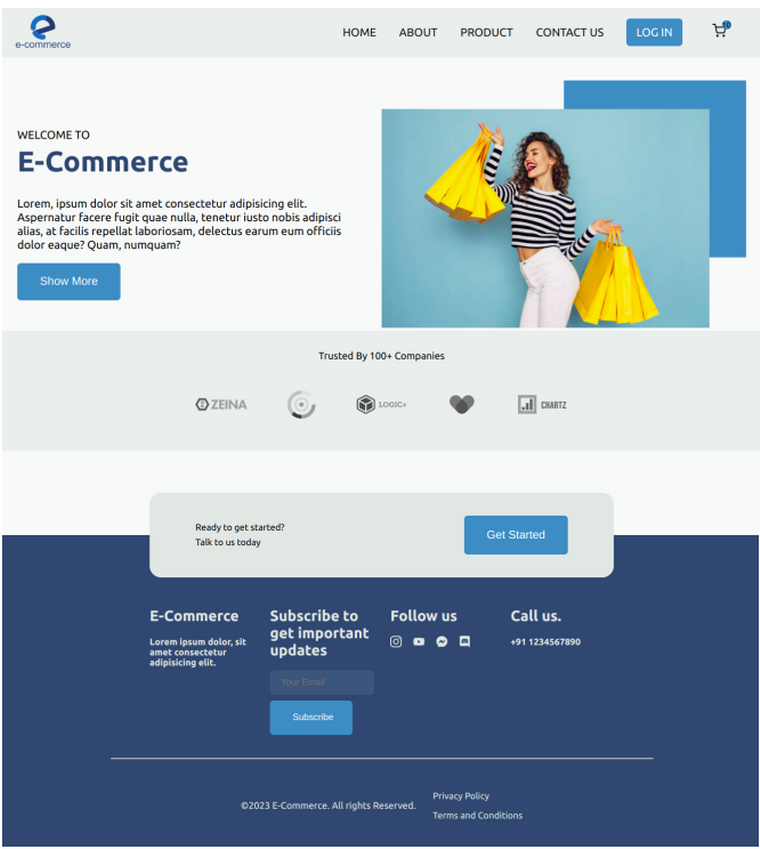 e-commerce
HOME ABOUT PRODUCT CONTACT US LOG IN
WELCOME TO
E-Commerce
Lorem, ipsum dolor sit amet consectetur adipisicing elit.
Aspernatur facere fugit quae nulla, tenetur iusto nobis adipisci
alias, at facilis repellat laboriosam, delectus earum eum officiis
dolor eaque? Quam, numquam?
Show More
Trusted By 100+ Companies
ZEINA LOGIC+ CHARTZ
Ready to get started?
Talk to us today
Get Started
E-Commerce
Lorem ipsum dolor, sit
amet consectetur
adipisicing elit.
Subscribe to
get important
updates
Your Email
Subscribe
Follow us
Call us.
+91 1234567890
©2023 E-Commerce. All rights Reserved.
Privacy Policy
Terms and Conditions